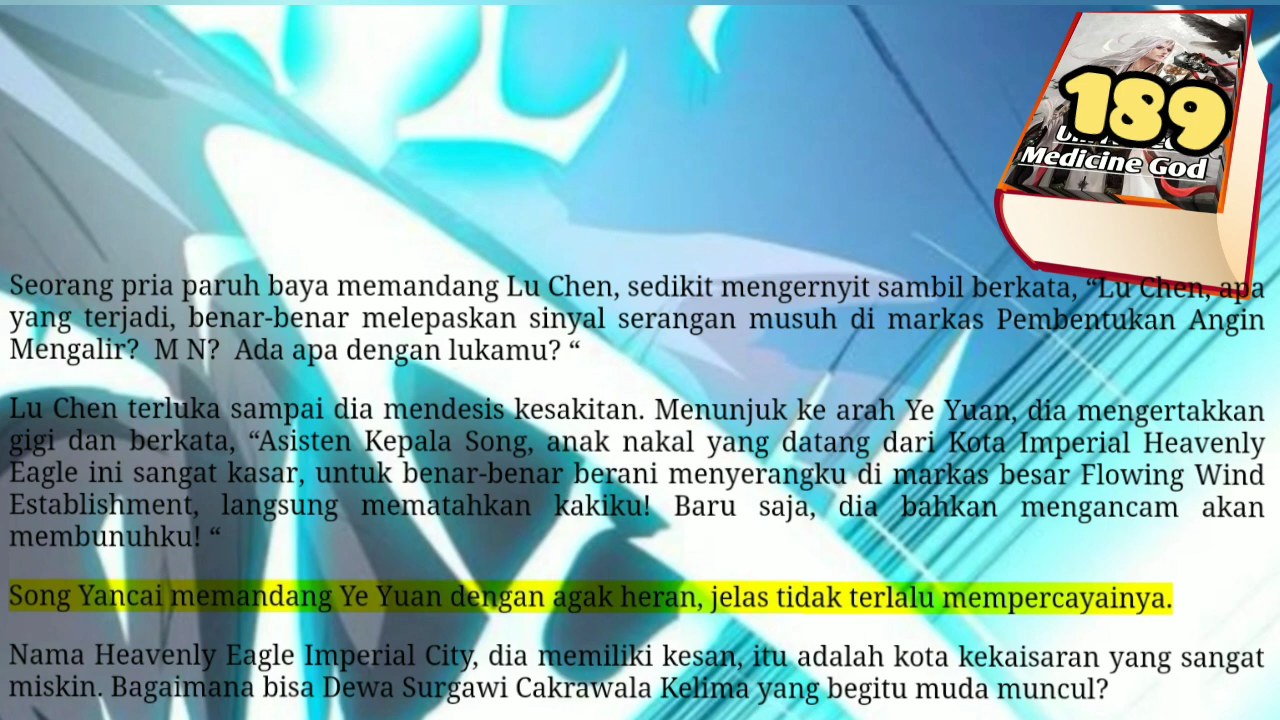 189
Medicine God
Seorang pria paruh baya memandang Lu Chen, sedikit mengernyit sambil berkata, “Lu Chen, apa
yang terjadi, benar-benar melepaskan sinyal serangan musuh di markas Pembentukan Angin
Mengalir? M N? Ada apa dengan lukamu? “
Lu Chen terluka sampai dia mendesis kesakitan. Menunjuk ke arah Ye Yuan, dia mengertakkan
gigi dan berkata, “Asisten Kepala Song, anak nakal yang datang dari Kota Imperial Heavenly
Eagle ini sangat kasar, untuk benar-benar berani menyerangku di markas besar Flowing Wind
Establishment, langsung mematahkan kakiku! Baru saja, dia bahkan mengancam akan
membunuhku! “
Song Yancai memandang Ye Yuan dengan agak heran, jelas tidak terlalu mempercayainya.
Nama Heavenly Eagle Imperial City, dia memiliki kesan, itu adalah kota kekaisaran yang sangat
miskin. Bagaimana bisa Dewa Surgawi Cakrawala Kelima yang begitu muda muncul?